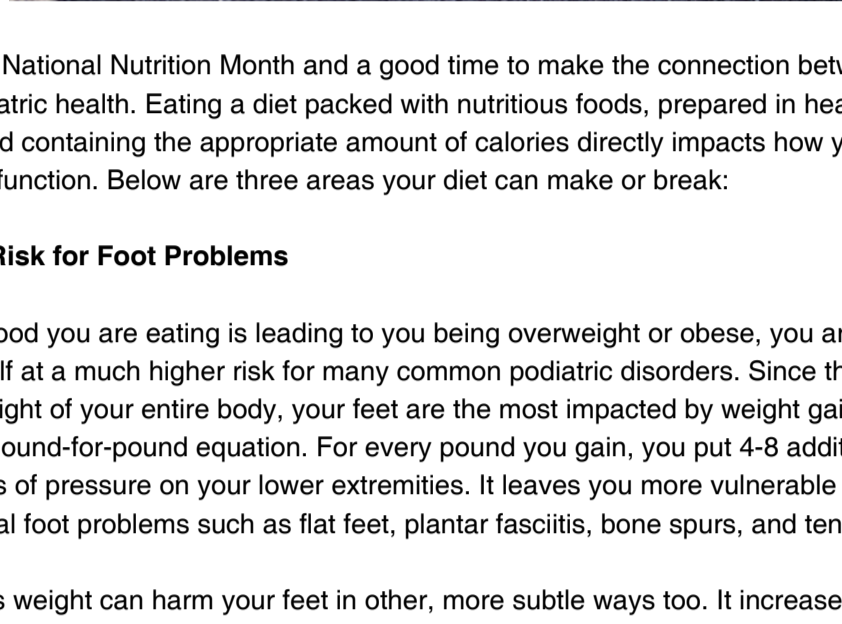 National Nutrition Month and a good time to make the connection betw
atric health. Eating a diet packed with nutritious foods, prepared in hea
d containing the appropriate amount of calories directly impacts how y
function. Below are three areas your diet can make or break:
Risk for Foot Problems
ood you are eating is leading to you being overweight or obese, you ar
lf at a much higher risk for many common podiatric disorders. Since th
ight of your entire body, your feet are the most impacted by weight gai
ound-for-pound equation. For every pound you gain, you put 4-8 addit
s of pressure on your lower extremities. It leaves you more vulnerable
al foot problems such as flat feet, plantar fasciitis, bone spurs, and ten
s weight can harm your feet in other, more subtle ways too. It increase